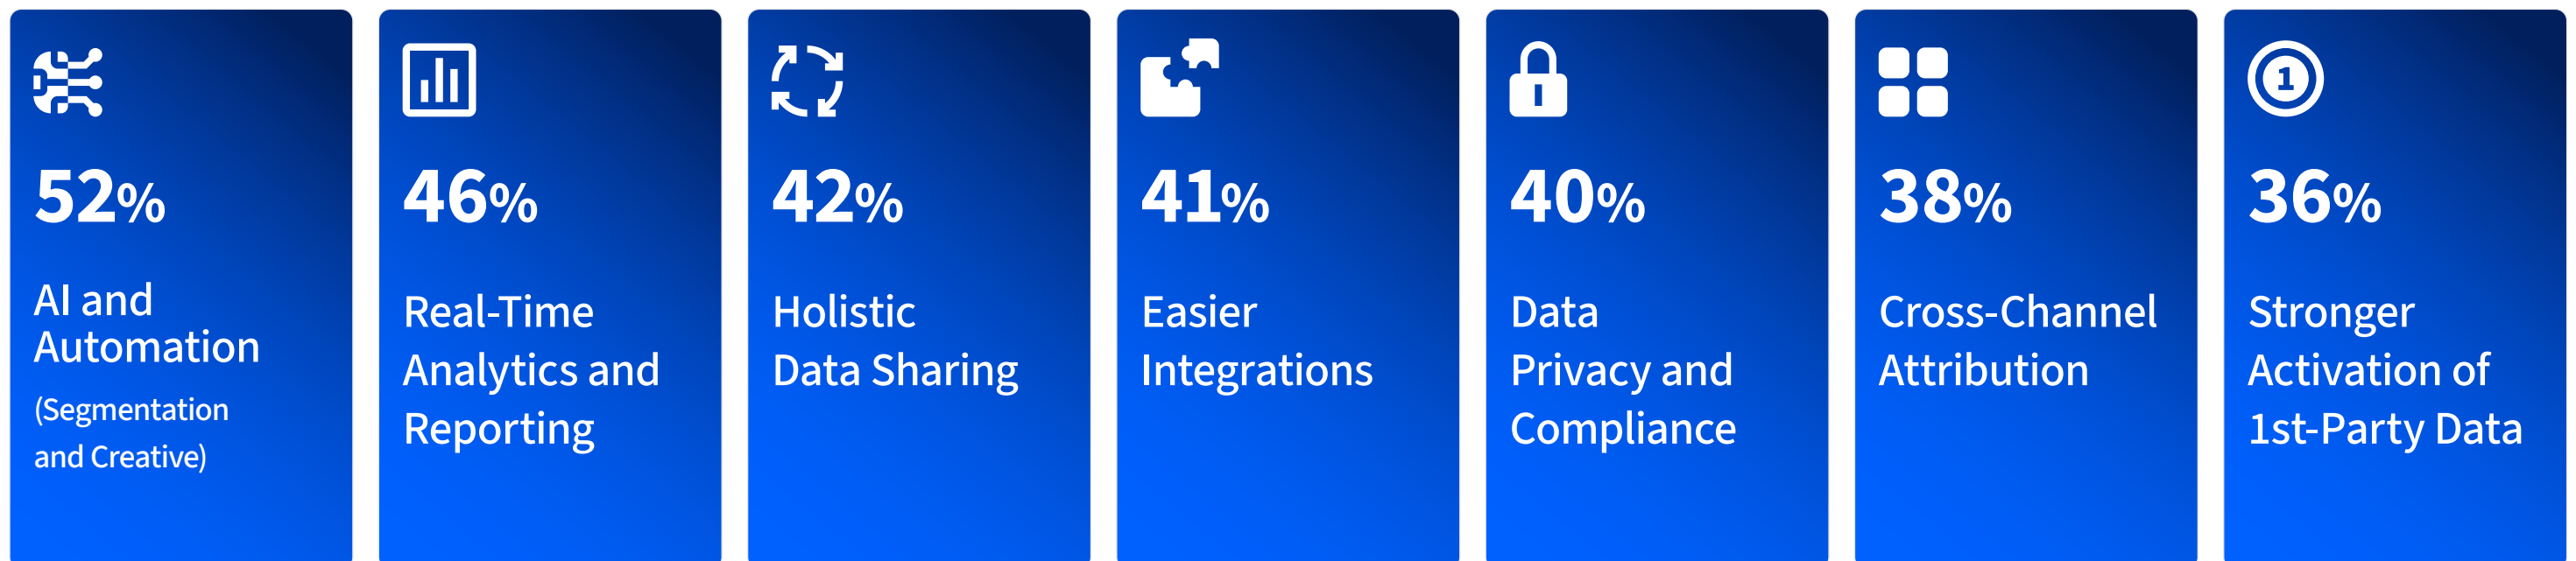 52%
AI and
Automation
(Segmentation
and Creative)
46%
Real-Time
Analytics and
Reporting
42%
Holistic
Data Sharing
41%
Easier
Integrations
40%
Data
Privacy and
Compliance
38%
Cross-Channel
Attribution
1
36%
Stronger
Activation of
1st-Party Data